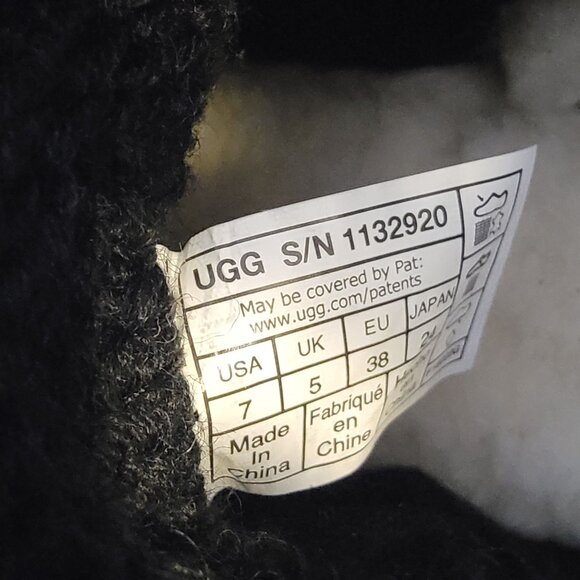 UGG S/N 1132920
May be covered by Pat:
www.ugg.com/patents
USA UK EU JAPAN
7 5 38
Made
In
China
Fabriqué
en
Chine